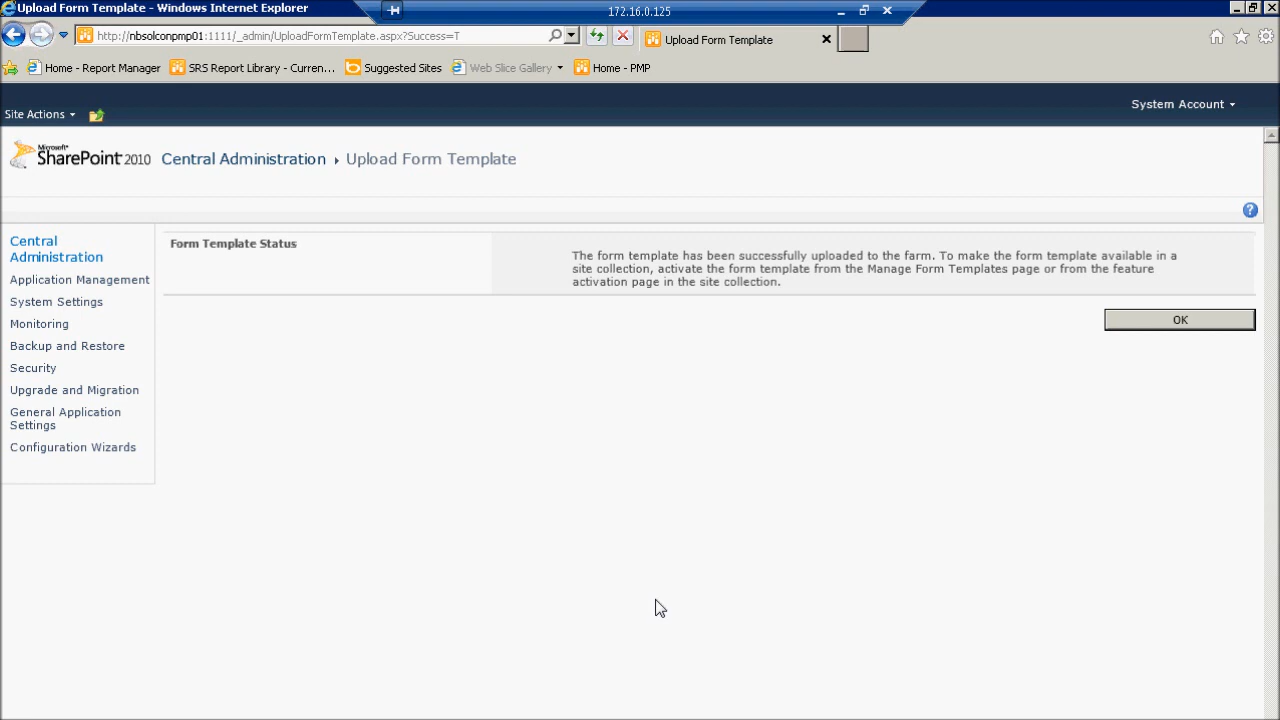 Upload Form Template - Windows Internet Explorer
172.16.0.125
http://nbsolconpmp01:1111/_admin/UploadFormTemplate.aspx?Success=T
Upload Form Template
Home - Report Manager
SRS Report Library - Curren...
Suggested Sites
Web Slice Gallery
Home - PMP
System Account
Site Actions
Microsoft
SharePoint 2010
Central Administration
Upload Form Template
Central
Administration
Application Management
System Settings
Monitoring
Backup and Restore
Security
Upgrade and Migration
General Application
Settings
Configuration Wizards
Form Template Status
The form template has been successfully uploaded to the farm. To make the form template available in a
site collection, activate the form template from the Manage Form Templates page or from the feature
activation page in the site collection.
OK